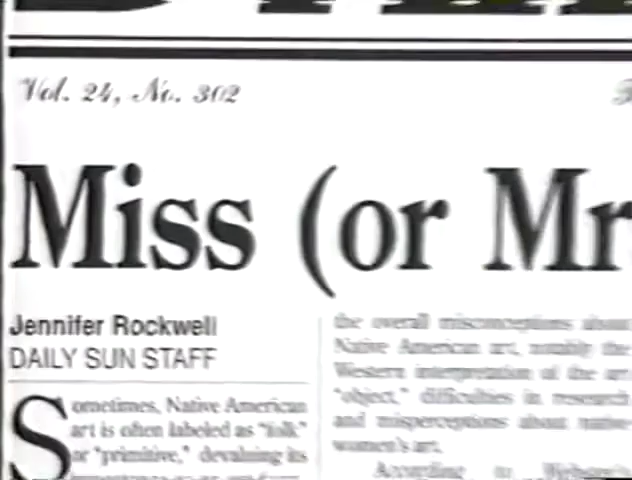 Vol. 24, No. 302
Miss (or Mr
Jennifer Rockwell
DAILY SUN STAFF
Sometimes, Native American
art is often labeled as "folk"
or "primitive," devaluing its
the overall misconceptions about
Native American art, notably the
Western interpretation of the art
"object," difficulties in research
and misperceptions about native
women's art.
According to Webster's